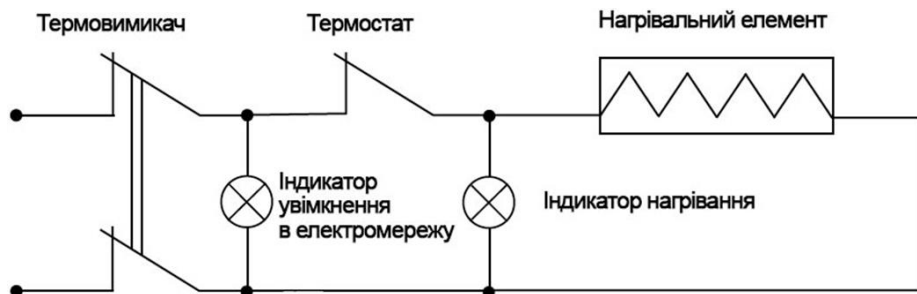 Термовимикач
Термостат
Нагрівальний елемент
Індикатор
увімкнення
в електромережу
Індикатор нагрівання